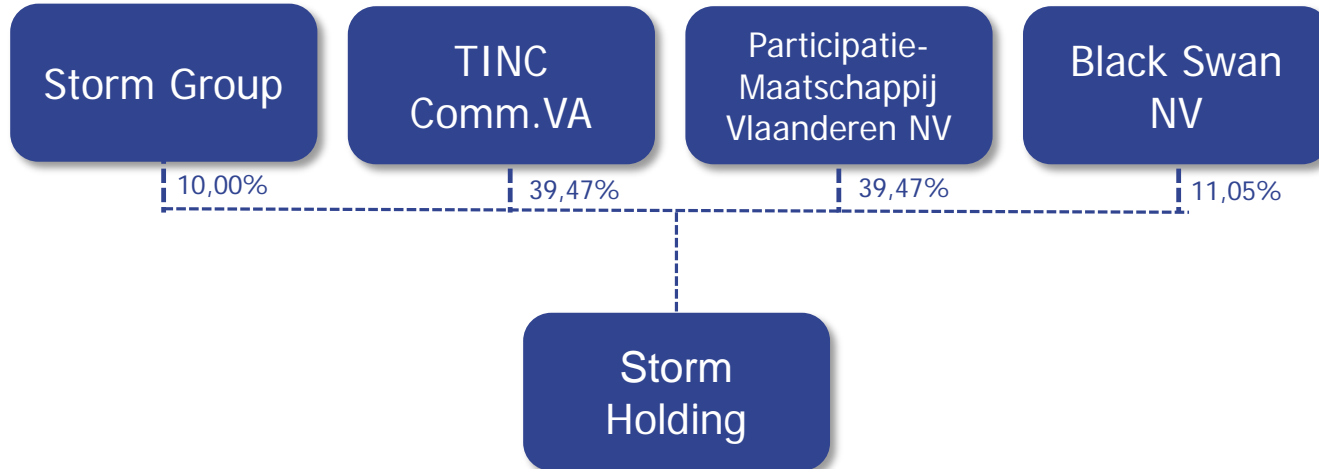 Storm Group
TINC
Comm.VA
Participatie-
Maatschappij
Vlaanderen NV
Black Swan
NV
10,00%
39,47%
39,47%
11,05%
Storm
Holding